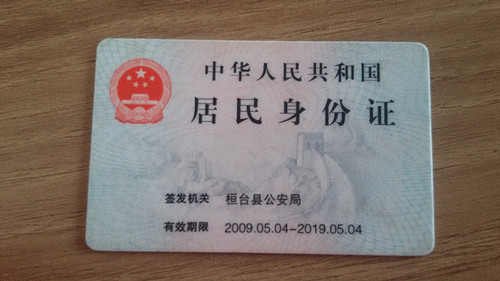 中华人民共和国
居民身份证
签发机关 桓台县公安局
有效期限 2009.05.04-2019.05.04